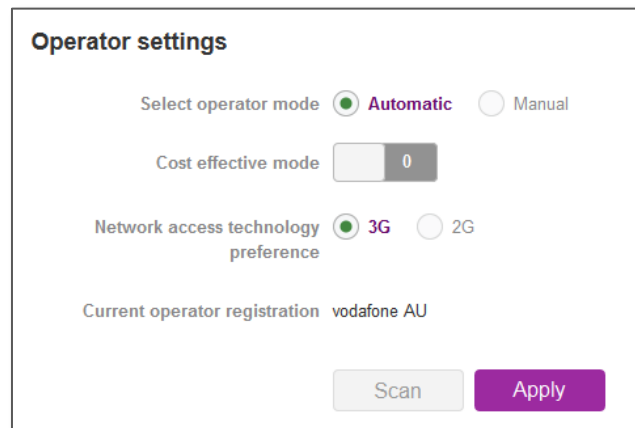 Operator settings
Select operator mode Automatic Manual
Cost effective mode 0
Network access technology preference 3G 2G
Current operator registration vodafone AU
Scan Apply